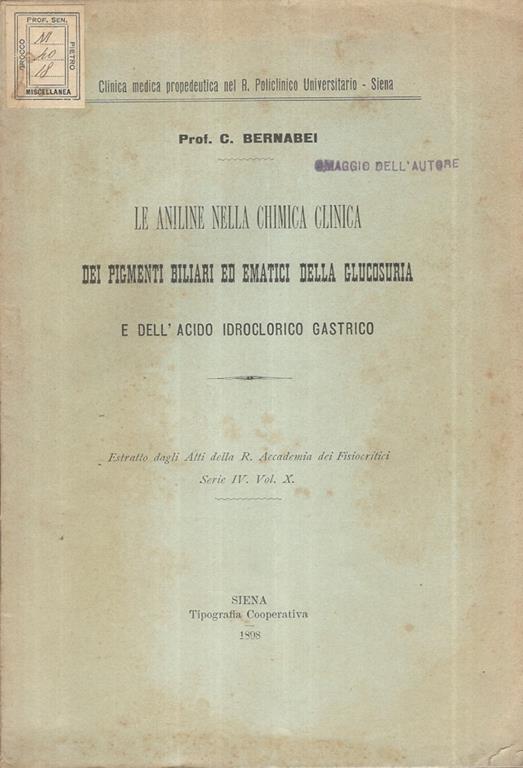 PROF. SEN.
GROCCO
PIETRO
40
18
MISCELLANEA
Clinica medica propedeutica nel R. Policlinico Universitario - Siena
Prof. C. BERNABEI
OMAGGIO DELL'AUTORE
LE ANILINE NELLA CHIMICA CLINICA
DEI PIGMENTI BILIARI ED EMATICI DELLA GLUCOSURIA
E DELL'ACIDO IDROCLORICO GASTRICO
Estratto dagli Atti della R. Accademia dei Fisiocritici
Serie IV. Vol. X.
SIENA
Tipografia Cooperativa
1898